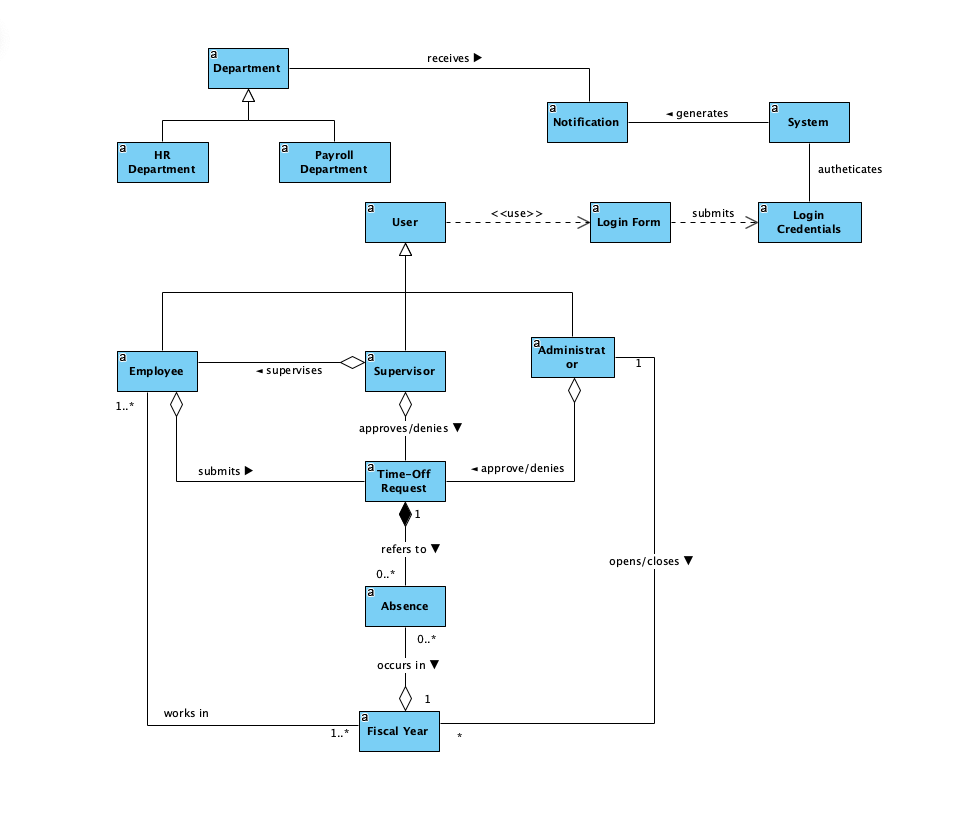 a
Department
receives ►
a
Notification
a
System
◄ generates
a
HR
Department
a
Payroll
Department
autheticates
a
User
<<use>>
a
Login Form
submits
a
Login
Credentials
a
Employee
◄ supervises
a
Supervisor
a
Administrat
or
1
1..*
approves/denies ▼
submits ►
a
Time-Off
Request
◄ approve/denies
1
refers to ▼
opens/closes ▼
0..*
a
Absence
0..*
occurs in ▼
1
works in
a
Fiscal Year
1..*
*